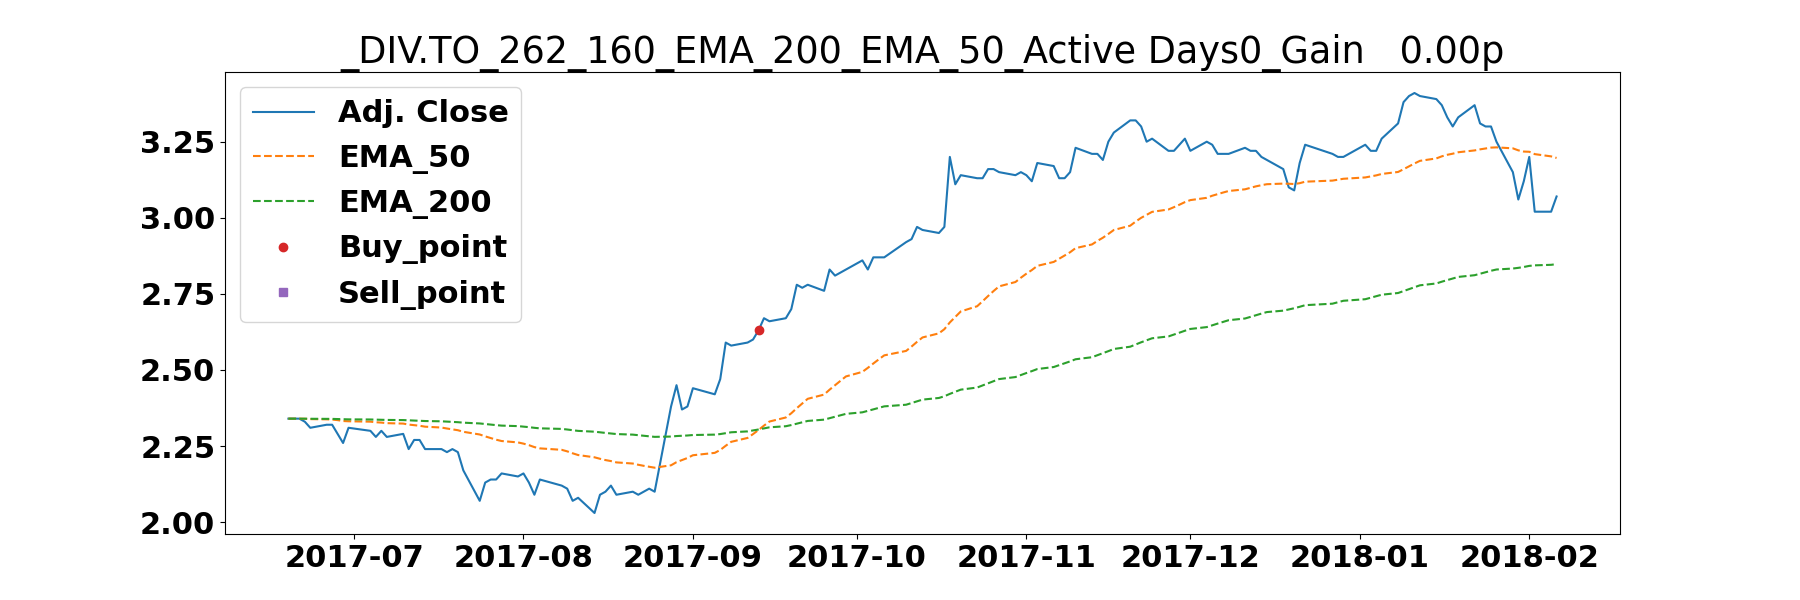 _DIV.TO_262_160_EMA_200_EMA_50_Active Days0_Gain   0.00p
Adj. Close
EMA_50
EMA_200
Buy_point
Sell_point
3.25
3.00
2.75
2.50
2.25
2.00
2017-07 2017-08 2017-09 2017-10 2017-11 2017-12 2018-01 2018-02